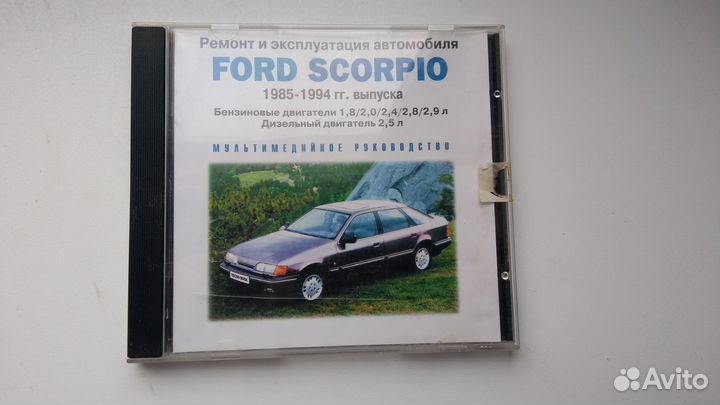 Ремонт и эксплуатация автомобиля
FORD SCORPIO
1985-1994 гг. выпуска
Бензиновые двигатели 1,8/2,0/2,4/2,8/2,9 л
Дизельный двигатель 2,5 л
МУЛЬТИМЕДИЙНОЕ РУКОВОДСТВО
Avito